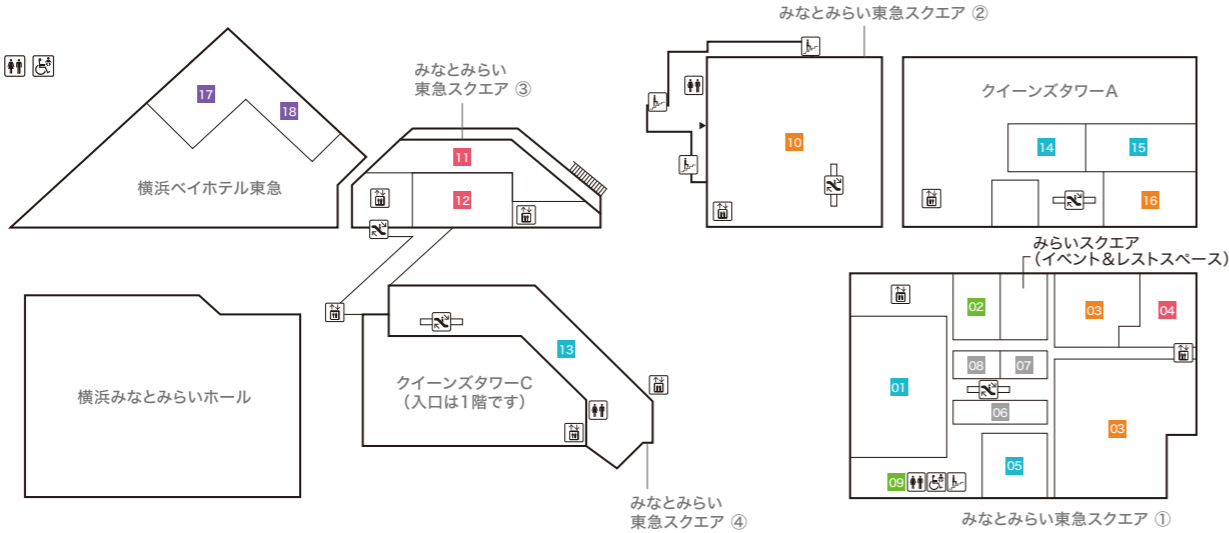 みなとみらい東急スクエア ②
みなとみらい
東急スクエア ③
17
18
横浜ベイホテル東急
11
12
10
クイーンズタワーA
14
15
16
みらいスクエア
(イベント&レストスペース)
横浜みなとみらいホール
13
クイーンズタワーC
(入口は1階です)
みなとみらい
東急スクエア ④
02
03
04
01
08
07
06
03
05
09
みなとみらい東急スクエア ①